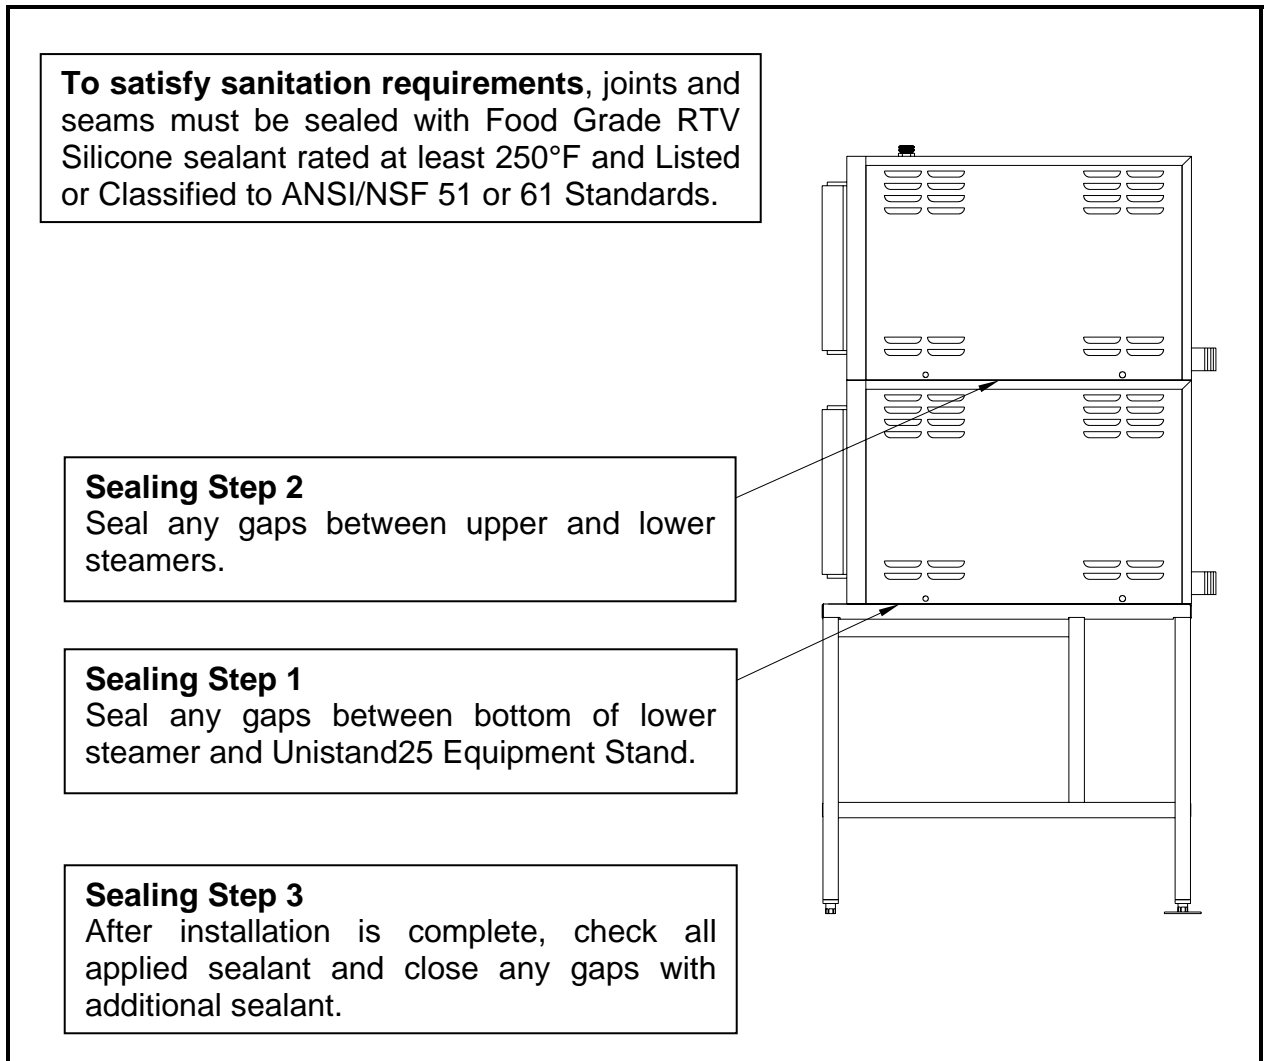 To satisfy sanitation requirements, joints and
seams must be sealed with Food Grade RTV
Silicone sealant rated at least 250°F and Listed
or Classified to ANSI/NSF 51 or 61 Standards.
Sealing Step 2
Seal any gaps between upper and lower
steamers.
Sealing Step 1
Seal any gaps between bottom of lower
steamer and Unistand25 Equipment Stand.
Sealing Step 3
After installation is complete, check all
applied sealant and close any gaps with
additional sealant.